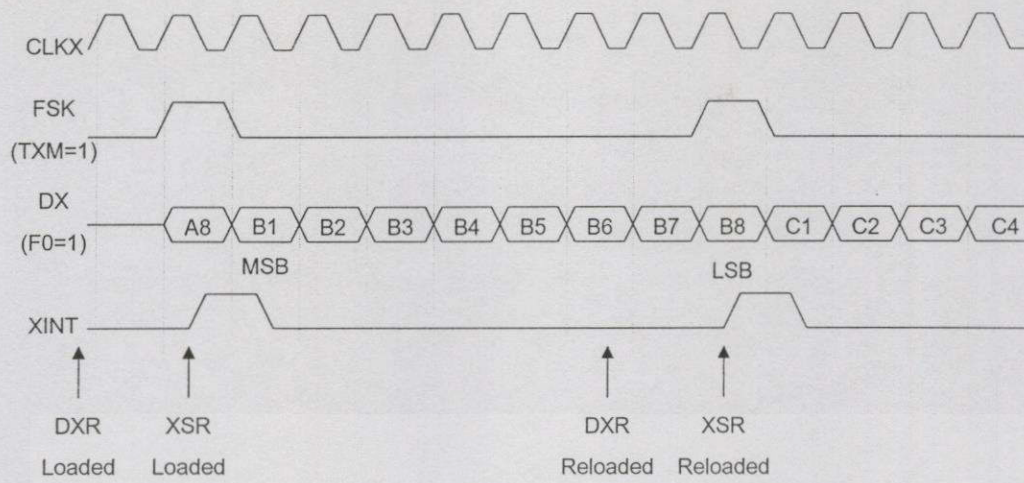 CLKX
FSK
(TXM=1)
DX
(F0=1)
A8 B1 B2 B3 B4 B5 B6 B7 B8 C1 C2 C3 C4
MSB LSB
XINT
DXR XSR DXR XSR
Loaded Loaded Reloaded Reloaded